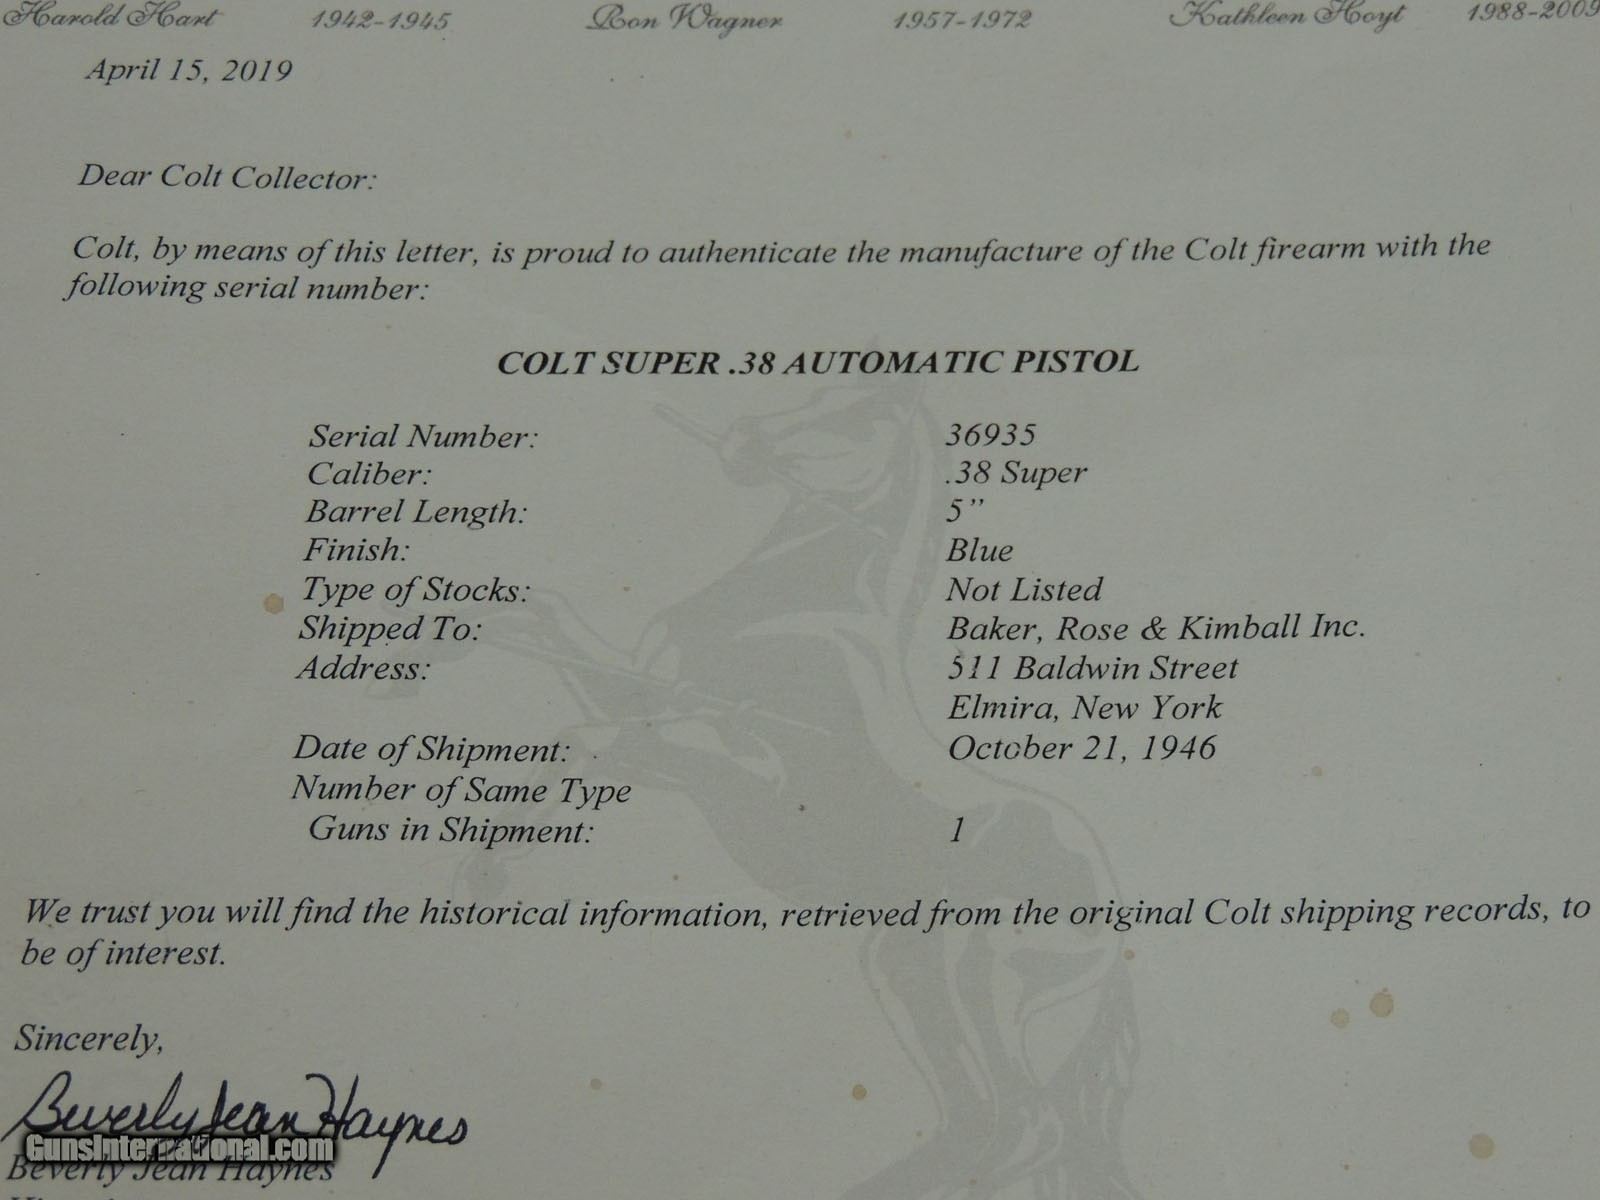 Harold Hart 1942-1945 Ron Wagner 1957-1972 Kathleen Hoyt 1988-2009
April 15, 2019
Dear Colt Collector:
Colt, by means of this letter, is proud to authenticate the manufacture of the Colt firearm with the
following serial number:
COLT SUPER .38 AUTOMATIC PISTOL
Serial Number: 36935
Caliber: .38 Super
Barrel Length: 5”
Finish: Blue
Type of Stocks: Not Listed
Shipped To: Baker, Rose & Kimball Inc.
Address: 511 Baldwin Street
Elmira, New York
Date of Shipment: October 21, 1946
Number of Same Type
Guns in Shipment: 1
We trust you will find the historical information, retrieved from the original Colt shipping records, to
be of interest.
Sincerely,
Beverly Jean Haynes
GunsInternational.com
Beverly Jean Haynes